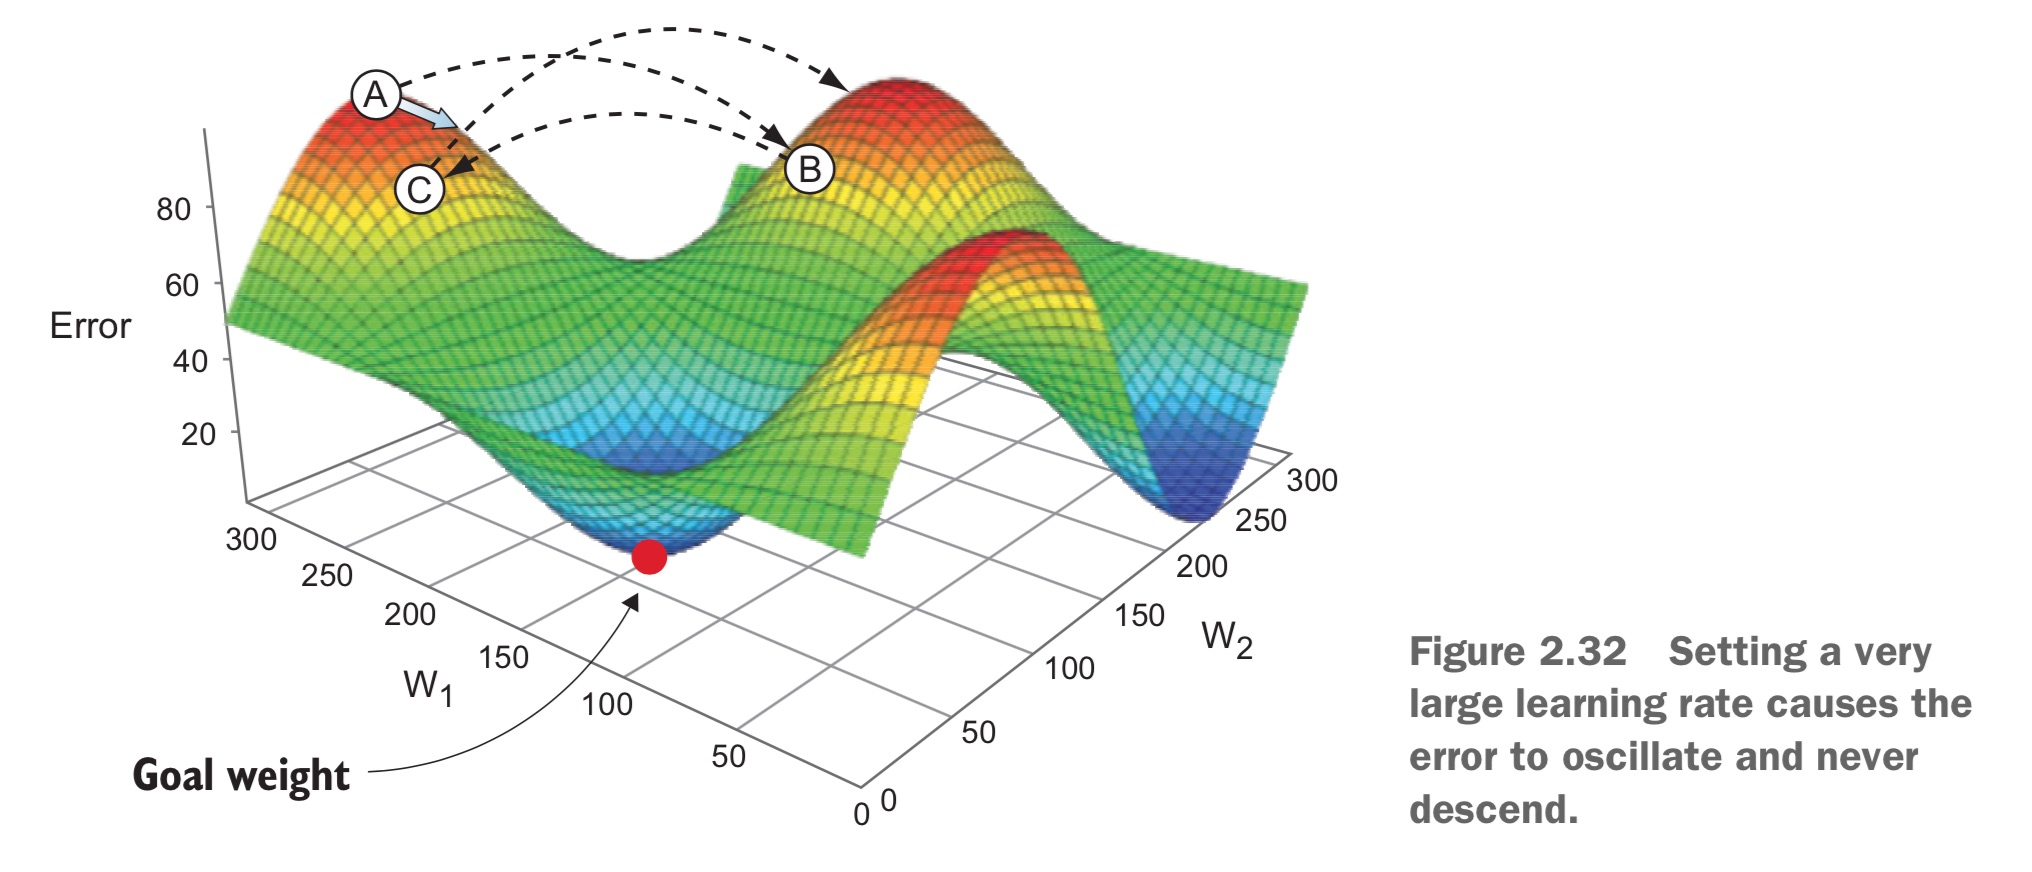 A
C
B
80
60
40
20
Error
300
250
200
150
100
50
0
W1
0
50
100
150
200
250
300
W2
Goal weight
Figure 2.32 Setting a very
large learning rate causes the
error to oscillate and never
descend.